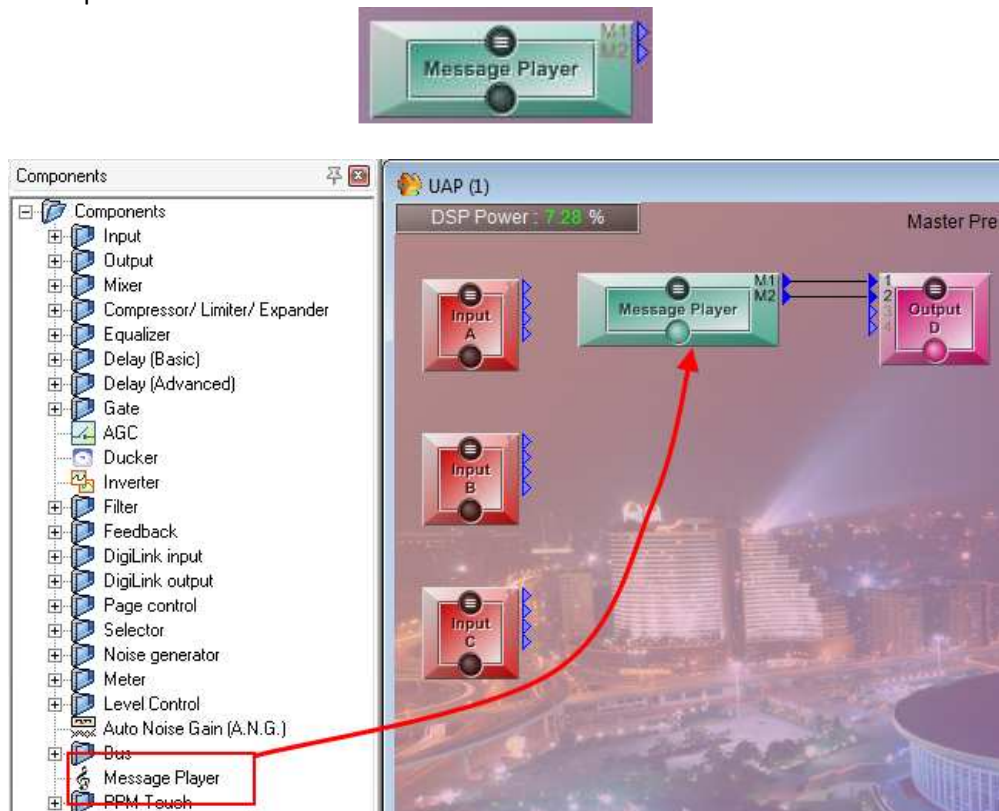 M1
M2
Message Player
Components
Components
Input
Output
Mixer
Compressor/ Limiter/ Expander
Equalizer
Delay (Basic)
Delay (Advanced)
Gate
AGC
Ducker
Inverter
Filter
Feedback
DigiLink input
DigiLink output
Page control
Selector
Noise generator
Meter
Level Control
Auto Noise Gain (A.N.G.)
Bus
Message Player
PPM Touch
UAP (1)
DSP Power : 7.28 %
Master Pre
Input
A
Message Player
M1
M2
1
2
3
4
Output
D
Input
B
Input
C